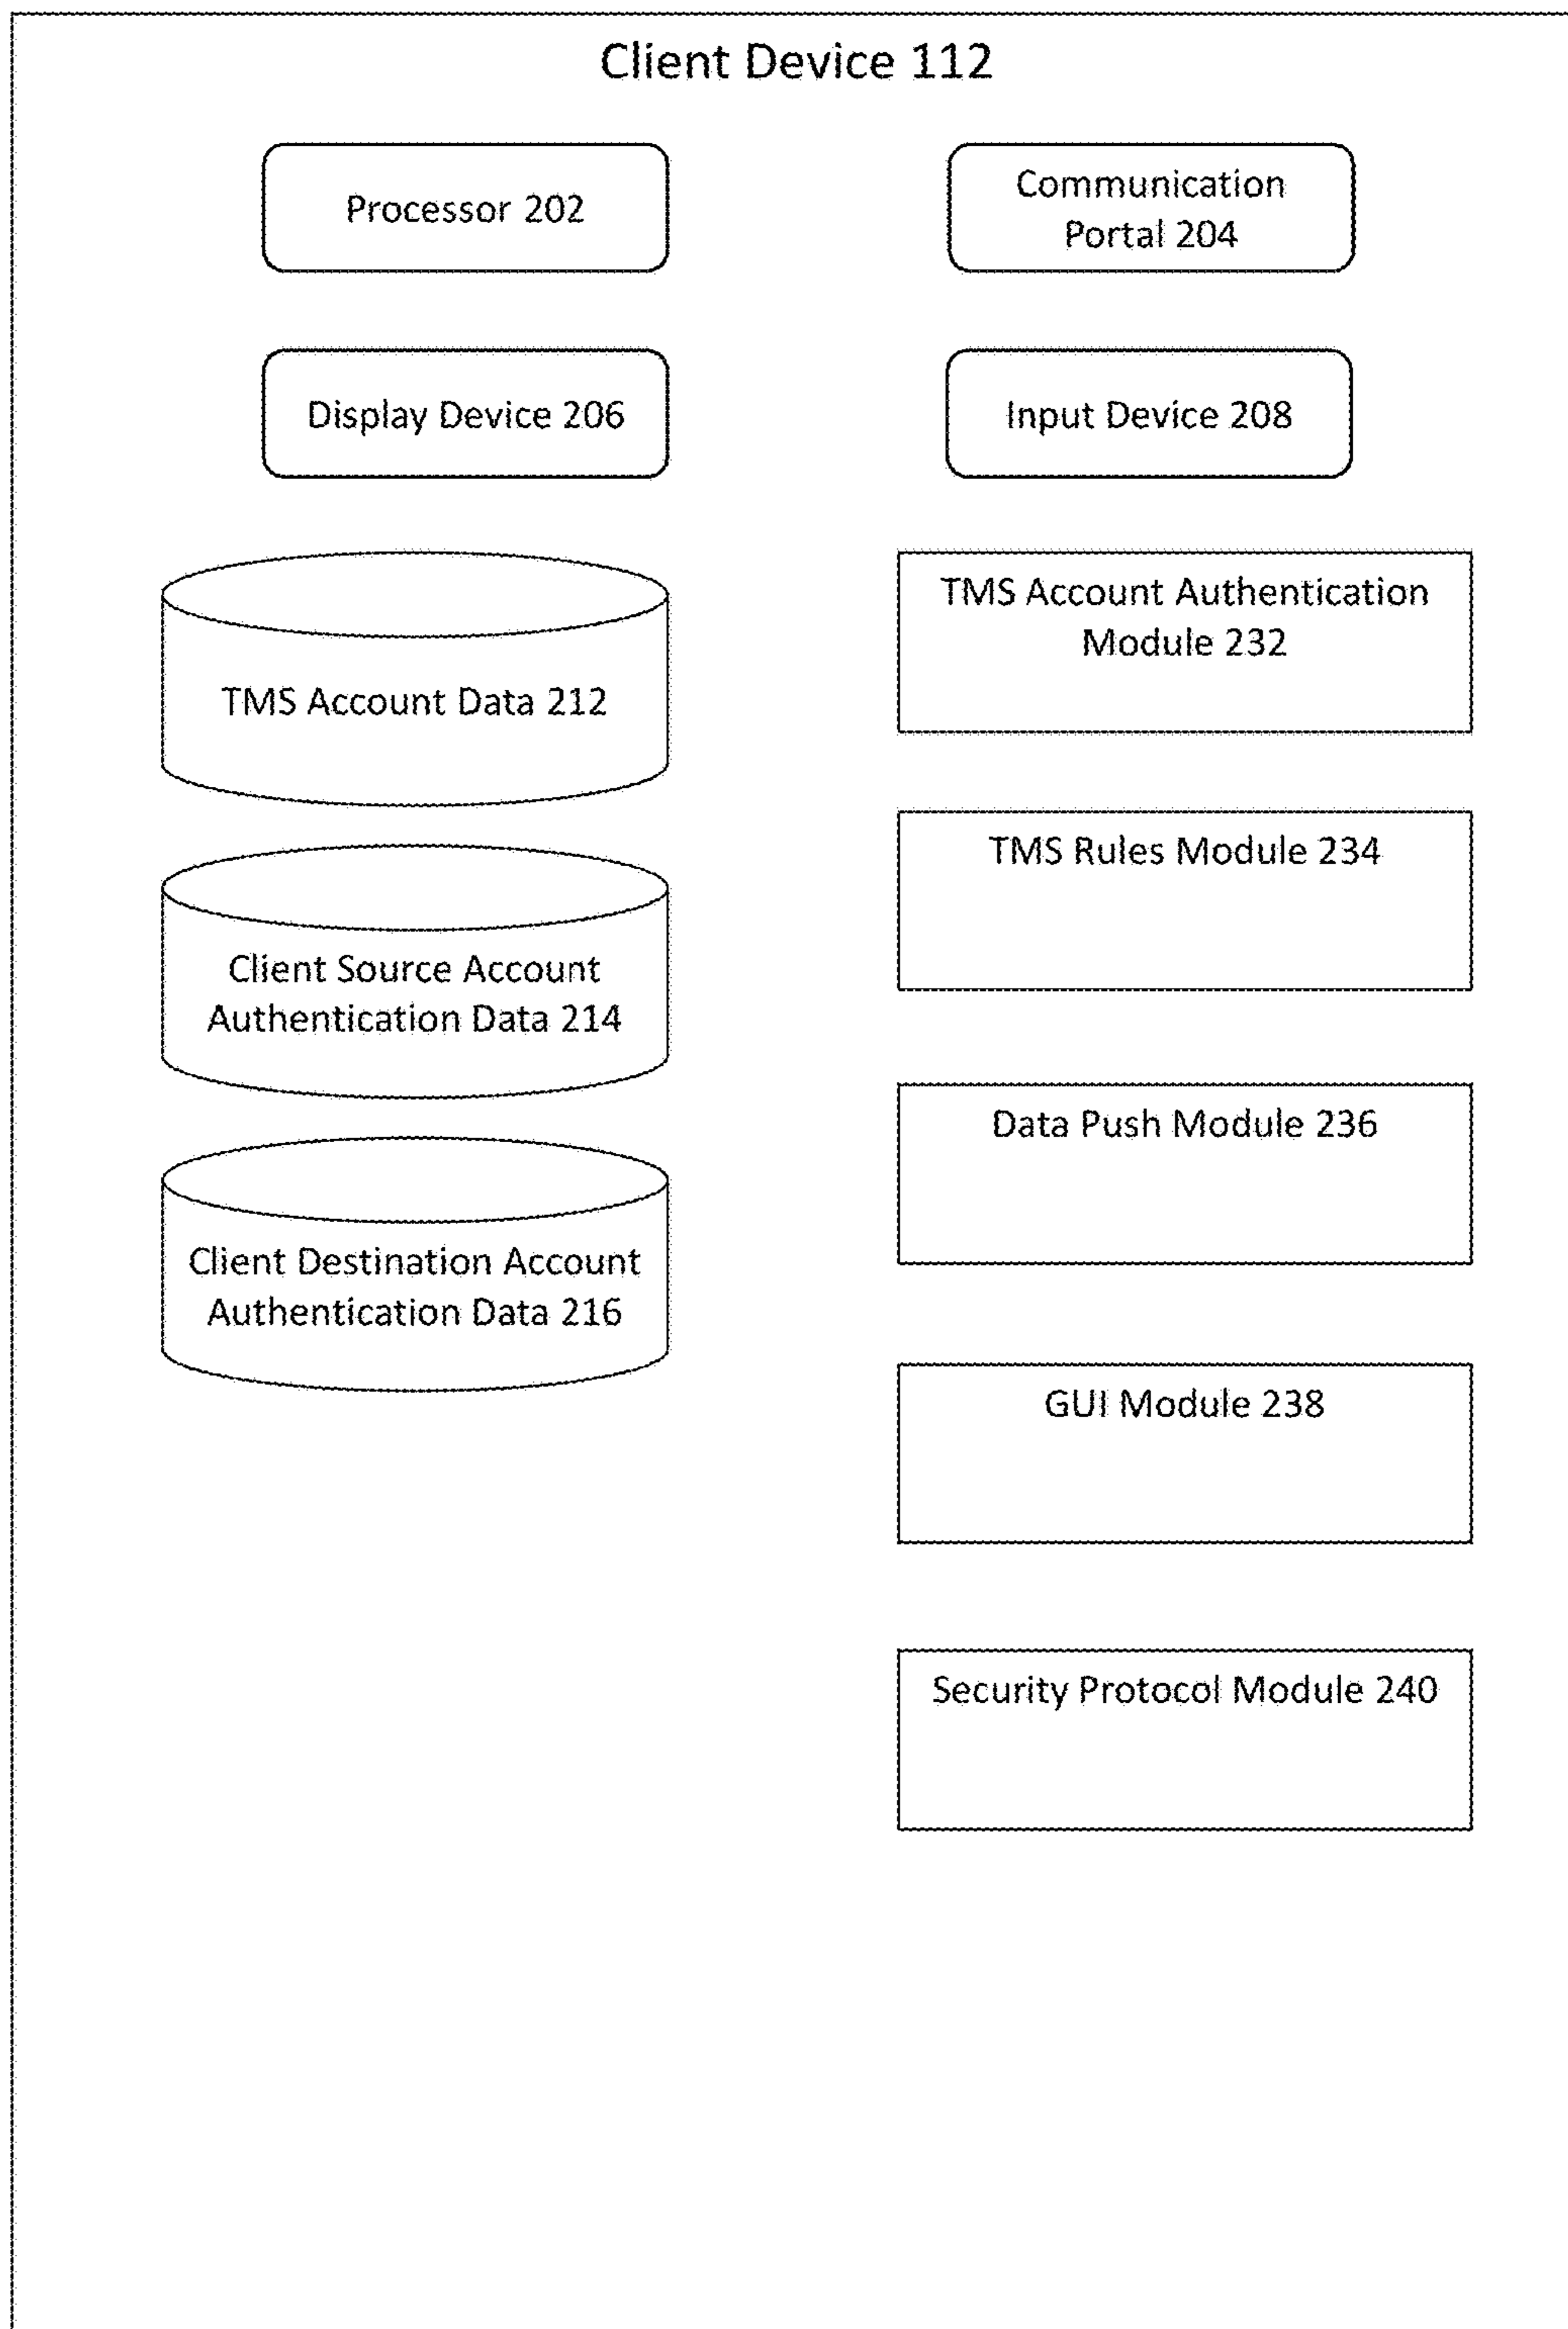 Client Device 112
Processor 202
Communication
Portal 204
Display Device 206
Input Device 208
TMS Account Data 212
Client Source Account
Authentication Data 214
Client Destination Account
Authentication Data 216
TMS Account Authentication
Module 232
TMS Rules Module 234
Data Push Module 236
GUI Module 238
Security Protocol Module 240